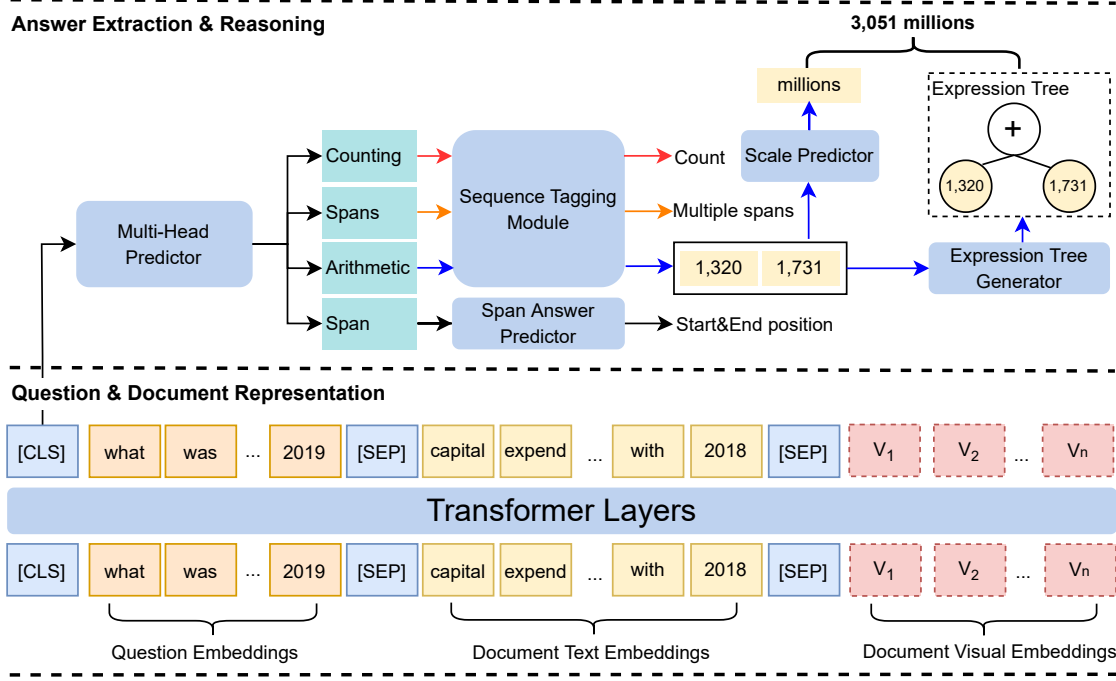 Answer Extraction & Reasoning
3,051 millions
millions
Expression Tree
+
1,320
1,731
Counting
Spans
Arithmetic
Span
Multi-Head
Predictor
Sequence Tagging
Module
Span Answer
Predictor
Count
Multiple spans
1,320 1,731
Start&End position
Scale Predictor
Expression Tree
Generator
Question & Document Representation
[CLS] what was ... 2019 [SEP] capital expend ... with 2018 [SEP] V1 V2 ... Vn
Transformer Layers
[CLS] what was ... 2019 [SEP] capital expend ... with 2018 [SEP] V1 V2 ... Vn
Question Embeddings
Document Text Embeddings
Document Visual Embeddings